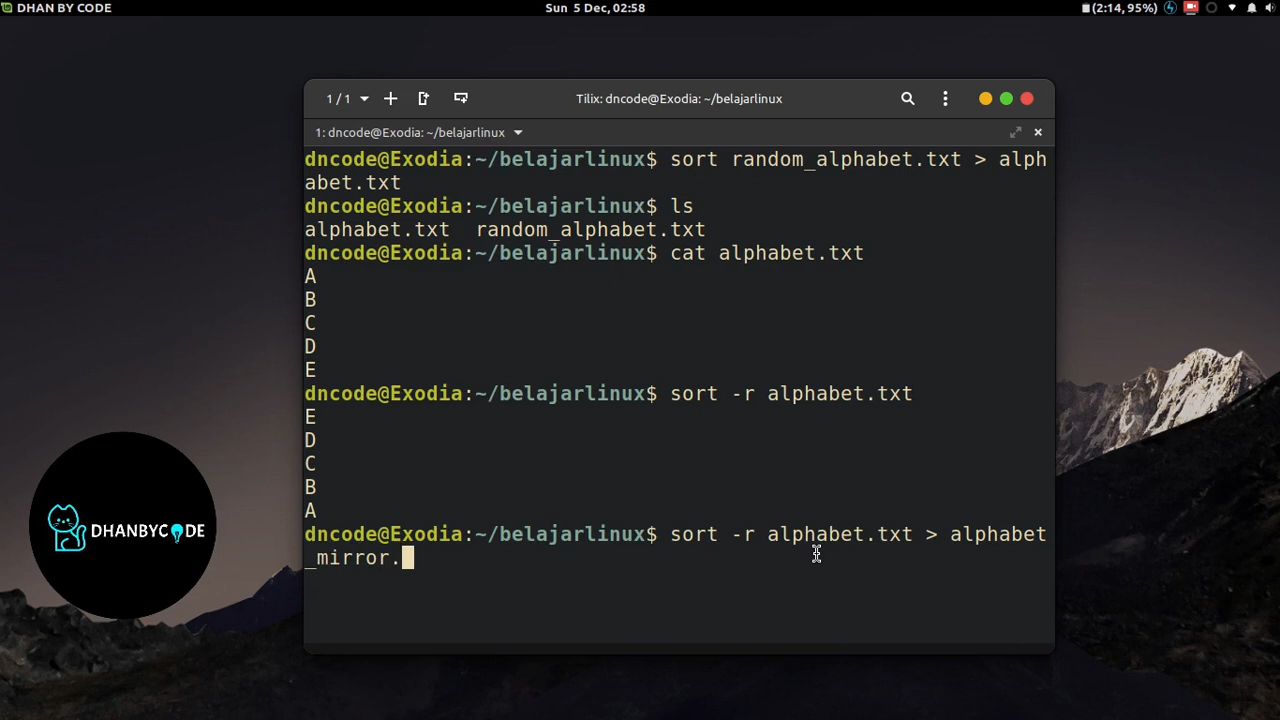 DHAN BY CODE
Sun 5 Dec, 02:58
(2:14, 95%)
1 / 1
Tilix: dncode@Exodia: ~/belajarlinux
1: dncode@Exodia: ~/belajarlinux
dncode@Exodia:~/belajarlinux$ sort random_alphabet.txt > alph
abet.txt
dncode@Exodia:~/belajarlinux$ ls
alphabet.txt  random_alphabet.txt
dncode@Exodia:~/belajarlinux$ cat alphabet.txt
A
B
C
D
E
dncode@Exodia:~/belajarlinux$ sort -r alphabet.txt
E
D
C
B
A
dncode@Exodia:~/belajarlinux$ sort -r alphabet.txt > alphabet
_mirror.
DHANBYCODE